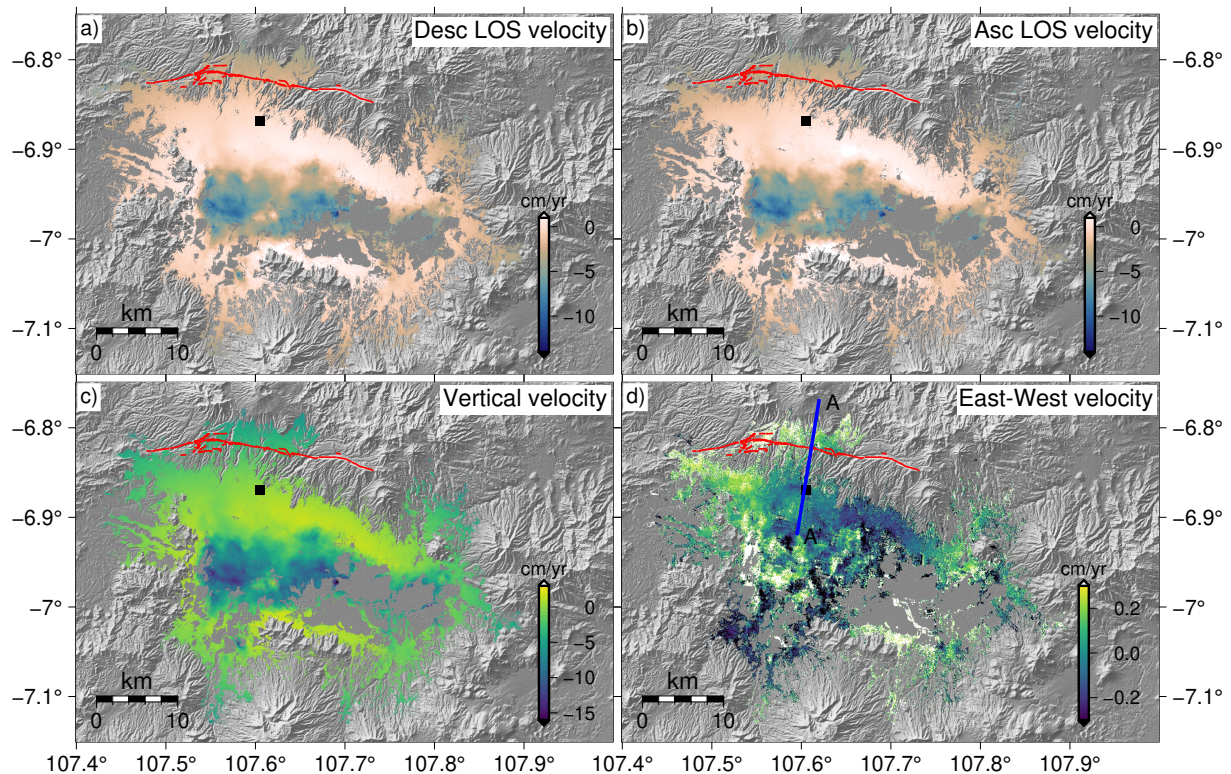 a) Desc LOS velocity
b) Asc LOS velocity
−6.8°
−6.9°
−7°
−7.1°
−6.8°
−6.9°
−7°
−7.1°
cm/yr
0
−5
−10
cm/yr
0
−5
−10
km
0 10
km
0 10
c) Vertical velocity
d) East-West velocity
A
A'
−6.8°
−6.9°
−7°
−7.1°
−6.8°
−6.9°
−7°
−7.1°
cm/yr
0
−5
−10
−15
cm/yr
0.2
0.0
−0.2
km
0 10
km
0 10
107.4° 107.5° 107.6° 107.7° 107.8° 107.9°
107.5° 107.6° 107.7° 107.8° 107.9°